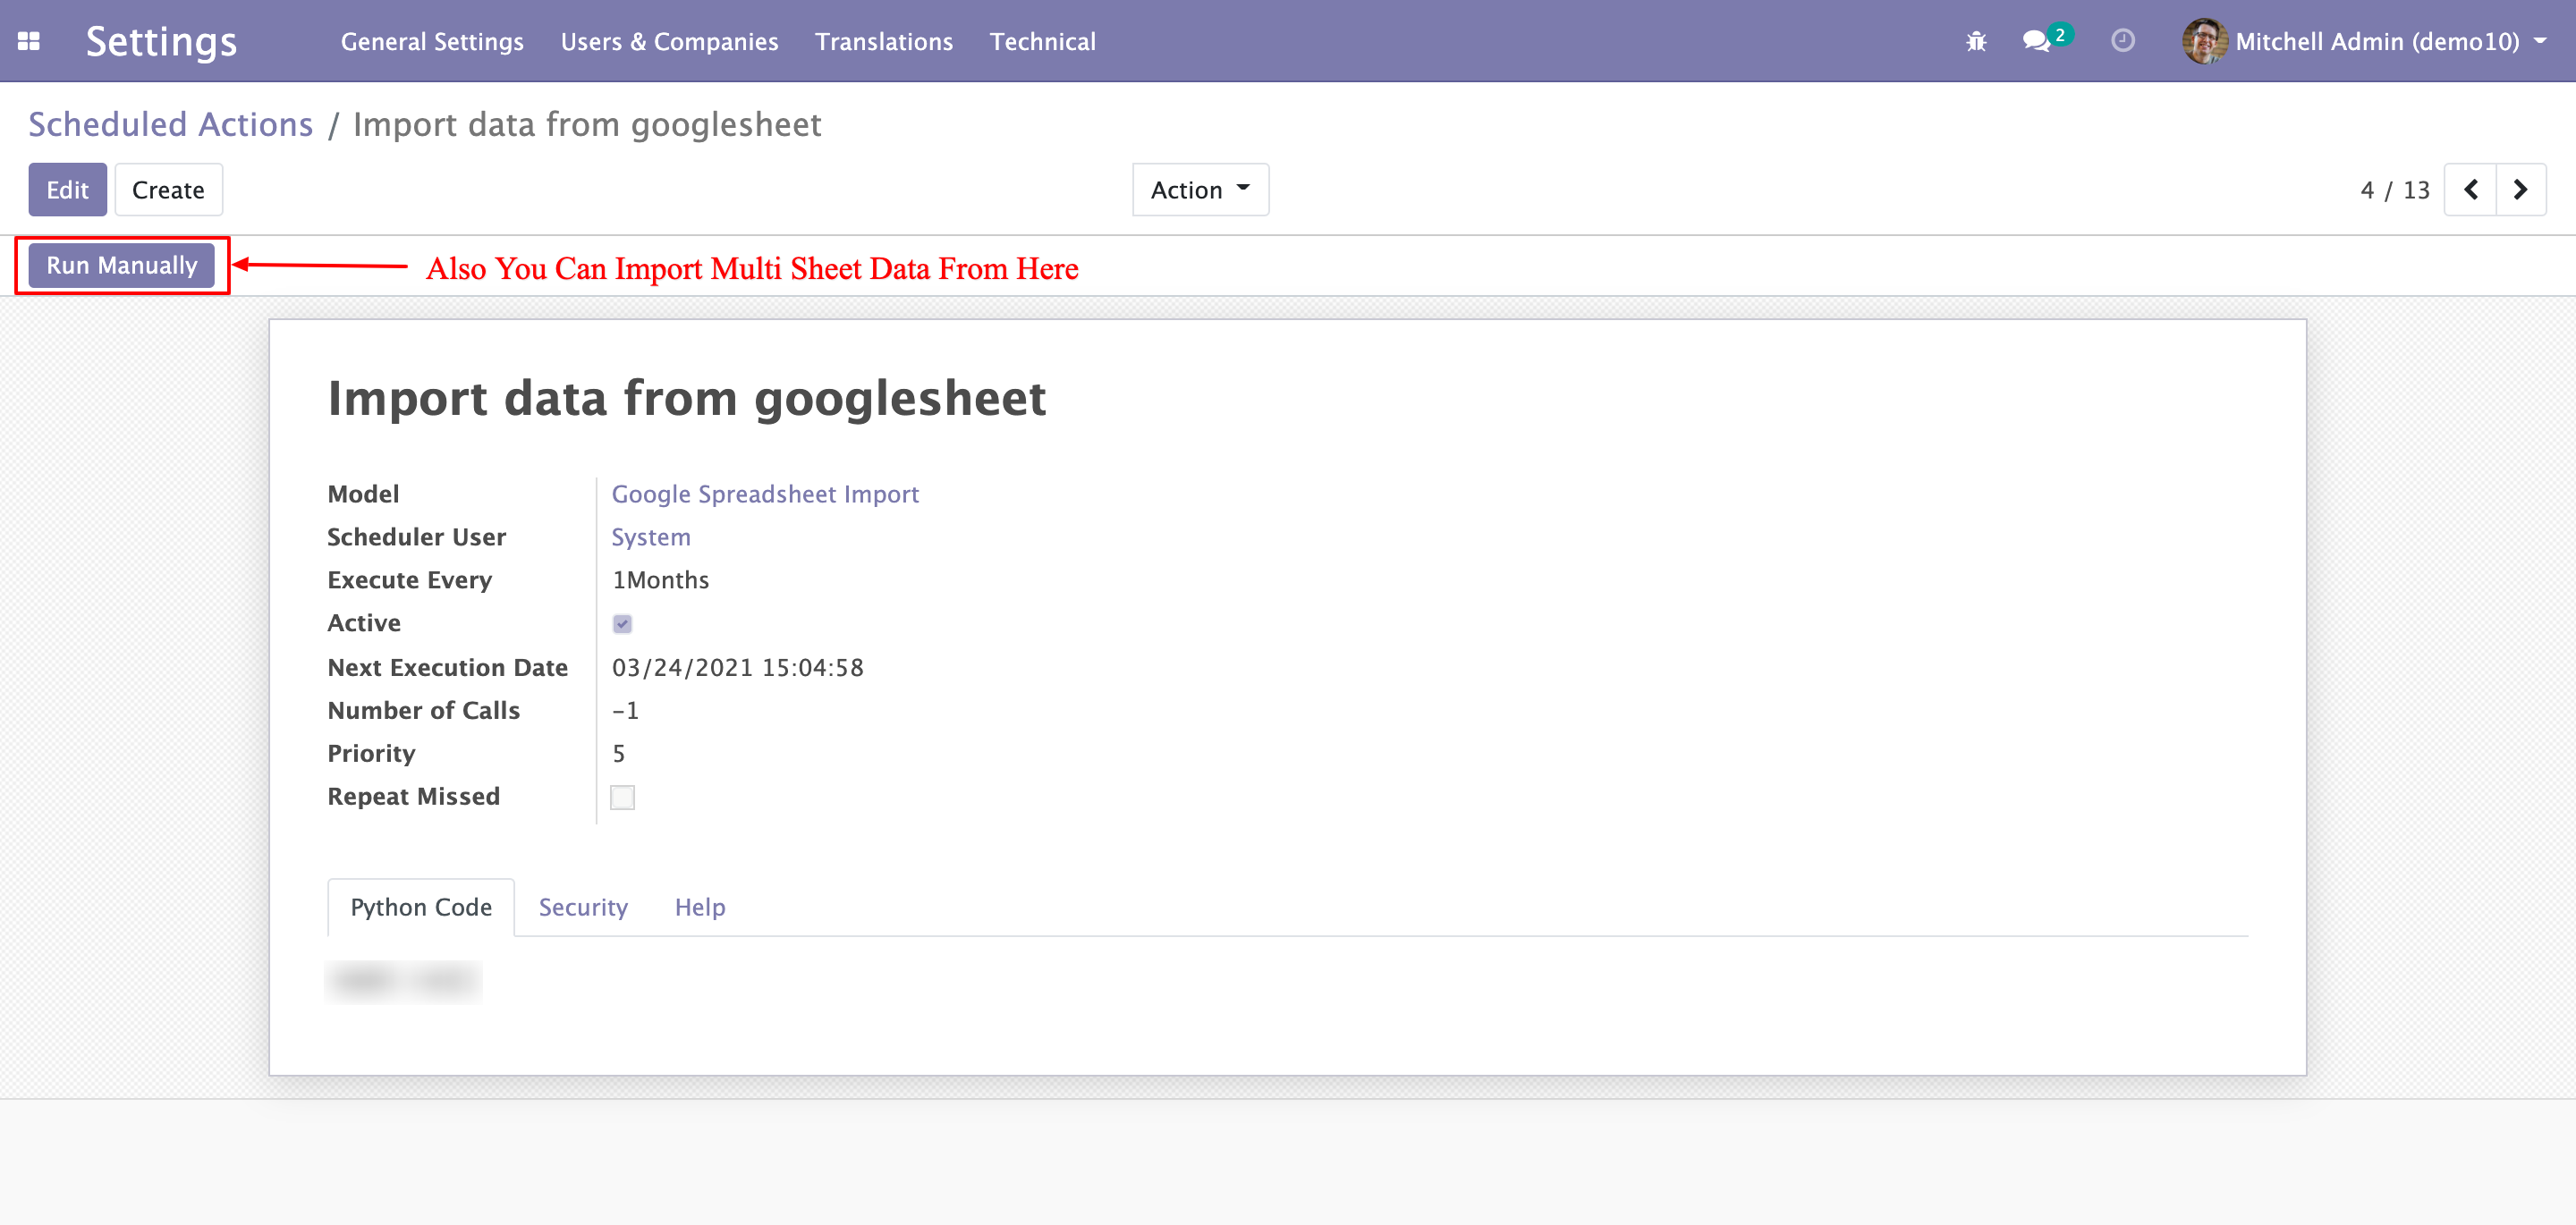 Settings General Settings Users & Companies Translations Technical 2 Mitchell Admin (demo10)
Scheduled Actions / Import data from googlesheet
Edit Create Action 4 / 13
Run Manually Also You Can Import Multi Sheet Data From Here
Import data from googlesheet
Model Google Spreadsheet Import
Scheduler User System
Execute Every 1Months
Active
Next Execution Date 03/24/2021 15:04:58
Number of Calls -1
Priority 5
Repeat Missed
Python Code Security Help